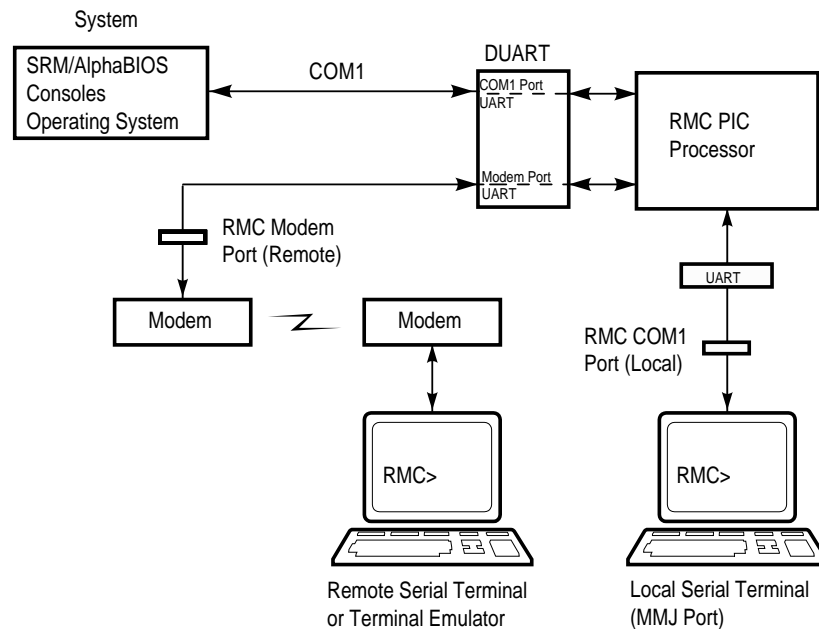 System
SRM/AlphaBIOS
Consoles
Operating System
COM1
DUART
COM1 Port
UART
Modem Port
UART
RMC PIC
Processor
RMC Modem
Port (Remote)
UART
Modem
Modem
RMC COM1
Port (Local)
RMC>
RMC>
Remote Serial Terminal
or Terminal Emulator
Local Serial Terminal
(MMJ Port)